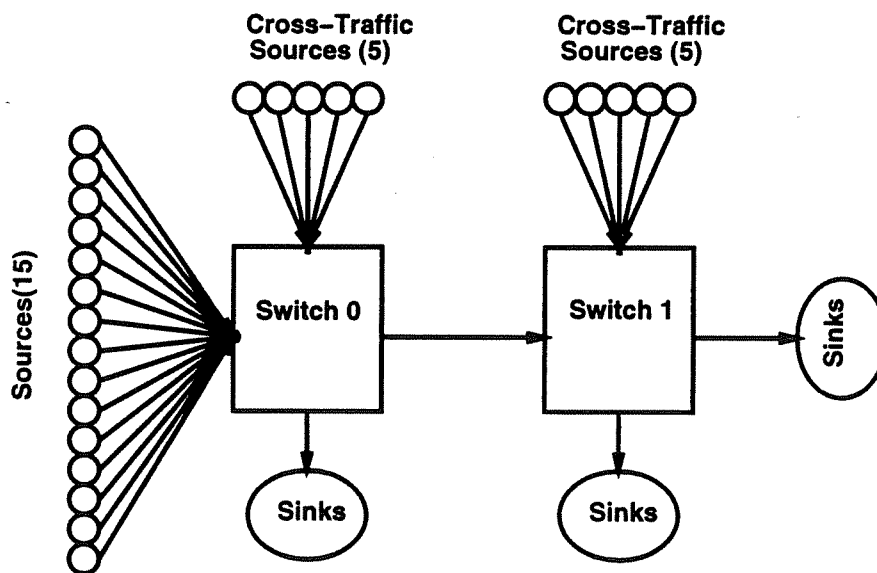 Cross-Traffic
Sources (5)
Cross-Traffic
Sources (5)
Sources(15)
Switch 0
Switch 1
Sinks
Sinks
Sinks